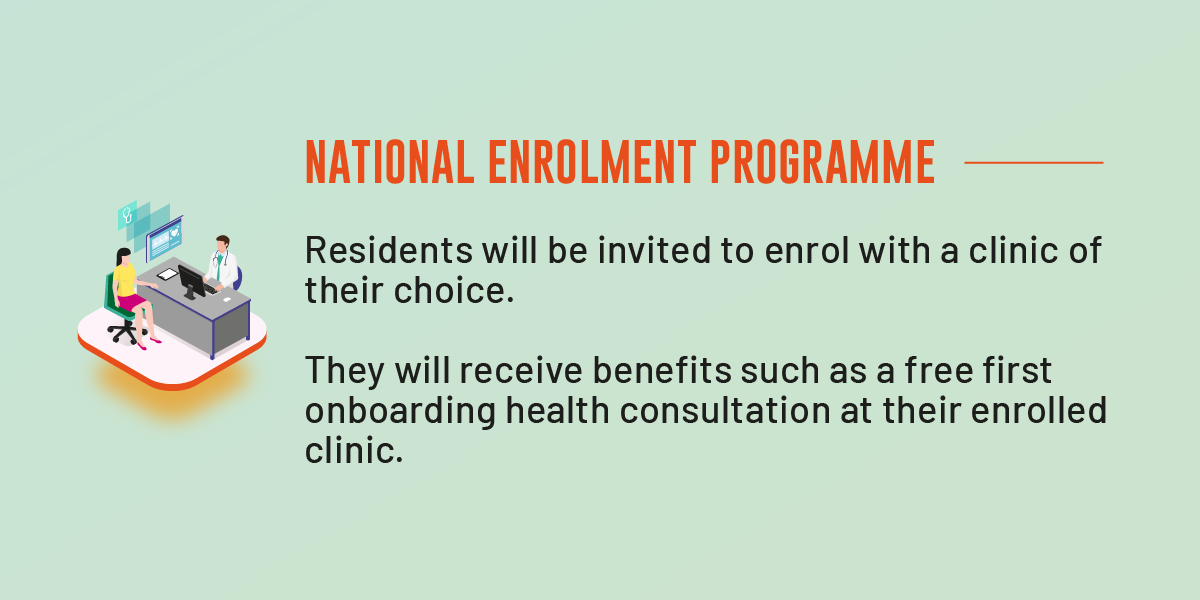 NATIONAL ENROLMENT PROGRAMME
Residents will be invited to enrol with a clinic of
their choice.
They will receive benefits such as a free first
onboarding health consultation at their enrolled
clinic.